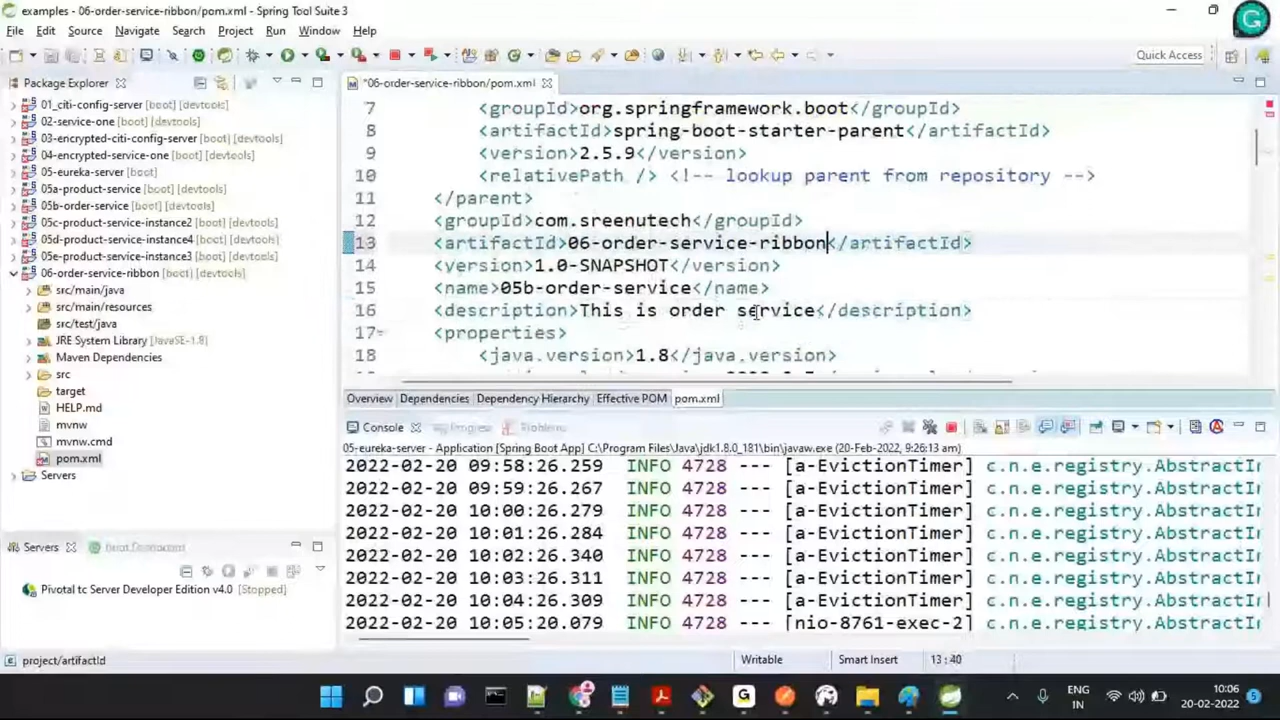 examples - 06-order-service-ribbon/pom.xml - Spring Tool Suite 3
File Edit Source Navigate Search Project Run Window Help
Quick Access
Package Explorer
01_citi-config-server [boot] [devtools]
02-service-one [boot] [devtools]
03-encrypted-citi-config-server [boot] [devtools]
04-encrypted-service-one [boot] [devtools]
05-eureka-server [boot]
05a-product-service [boot] [devtools]
05b-order-service [boot] [devtools]
05c-product-service-instance2 [boot] [devtools]
05d-product-service-instance4 [boot] [devtools]
05e-product-service-instance3 [boot] [devtools]
06-order-service-ribbon [boot] [devtools]
src/main/java
src/main/resources
src/test/java
JRE System Library [JavaSE-1.8]
Maven Dependencies
src
target
HELP.md
mvnw
mvnw.cmd
pom.xml
Servers
*06-order-service-ribbon/pom.xml
7 <groupId>org.springframework.boot</groupId>
8 <artifactId>spring-boot-starter-parent</artifactId>
9 <version>2.5.9</version>
10 <relativePath /> <!-- lookup parent from repository -->
11 </parent>
12 <groupId>com.sreenutech</groupId>
13 <artifactId>06-order-service-ribbon</artifactId>
14 <version>1.0-SNAPSHOT</version>
15 <name>05b-order-service</name>
16 <description>This is order service</description>
17 <properties>
18 <java.version>1.8</java.version>
Overview Dependencies Dependency Hierarchy Effective POM pom.xml
Console Progress Problems
05-eureka-server - Application [Spring Boot App] C:\Program Files\Java\jdk1.8.0_181\bin\javaw.exe (20-Feb-2022, 9:26:13 am)
2022-02-20 09:58:26.259 INFO 4728 --- [a-EvictionTimer] c.n.e.registry.AbstractIn
2022-02-20 09:59:26.267 INFO 4728 --- [a-EvictionTimer] c.n.e.registry.AbstractIn
2022-02-20 10:00:26.279 INFO 4728 --- [a-EvictionTimer] c.n.e.registry.AbstractIn
2022-02-20 10:01:26.284 INFO 4728 --- [a-EvictionTimer] c.n.e.registry.AbstractIn
2022-02-20 10:02:26.340 INFO 4728 --- [a-EvictionTimer] c.n.e.registry.AbstractIn
2022-02-20 10:03:26.311 INFO 4728 --- [a-EvictionTimer] c.n.e.registry.AbstractIn
2022-02-20 10:04:26.309 INFO 4728 --- [a-EvictionTimer] c.n.e.registry.AbstractIn
2022-02-20 10:05:20.079 INFO 4728 --- [nio-8761-exec-2] c.n.e.registry.AbstractIn
Servers Boot Dashboard
Pivotal tc Server Developer Edition v4.0 [Stopped]
project/artifactId
Writable Smart Insert 13:40
ENG
IN
10:06
20-02-2022